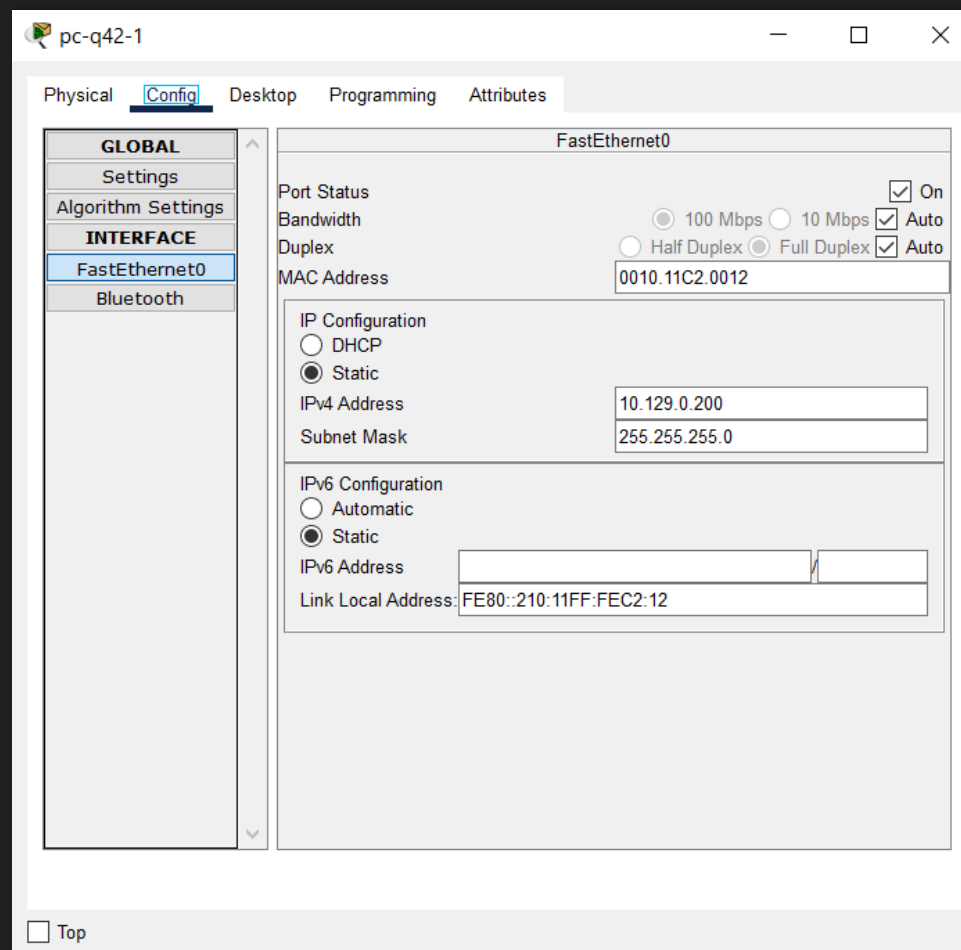 pc-q42-1
Physical Config Desktop Programming Attributes
GLOBAL
Settings
Algorithm Settings
INTERFACE
FastEthernet0
Bluetooth
FastEthernet0
Port Status On
Bandwidth 100 Mbps 10 Mbps Auto
Duplex Half Duplex Full Duplex Auto
MAC Address 0010.11C2.0012
IP Configuration
DHCP
Static
IPv4 Address 10.129.0.200
Subnet Mask 255.255.255.0
IPv6 Configuration
Automatic
Static
IPv6 Address /
Link Local Address: FE80::210:11FF:FEC2:12
Top